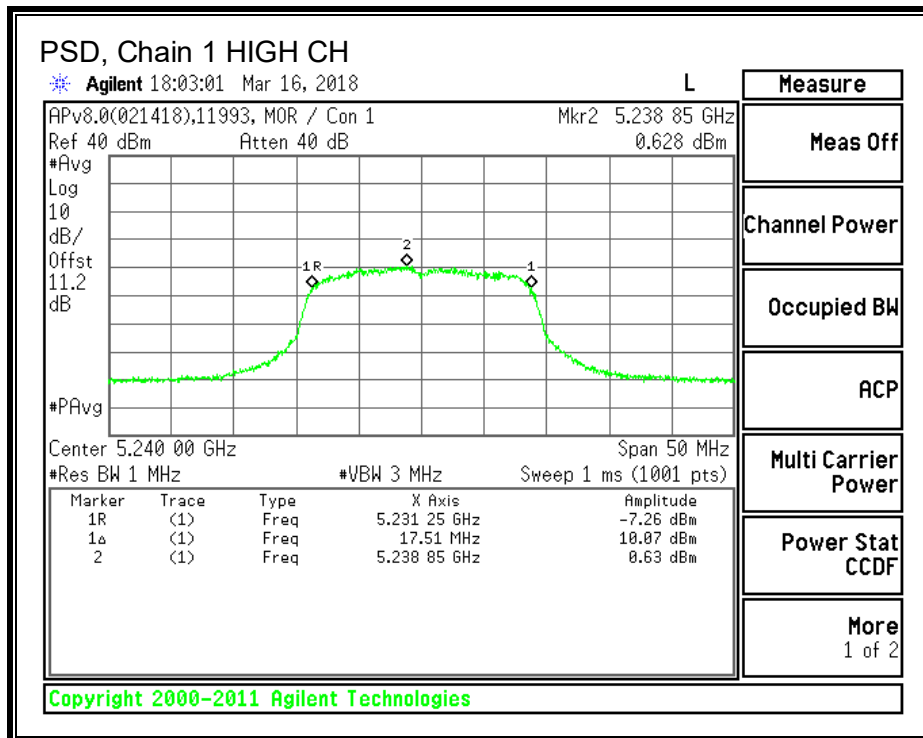 PSD, Chain 1 HIGH CH
Agilent 18:03:01 Mar 16, 2018 L
APv8.0(021418),11993, MOR / Con 1 Mkr2 5.238 85 GHz
Ref 40 dBm Atten 40 dB 0.628 dBm
#Avg
Log
10
dB/
Offst
11.2
dB
#PAvg
1R
2
1
Center 5.240 00 GHz Span 50 MHz
#Res BW 1 MHz #VBW 3 MHz Sweep 1 ms (1001 pts)
Marker Trace Type X Axis Amplitude
1R (1) Freq 5.231 25 GHz -7.26 dBm
1Δ (1) Freq 17.51 MHz 10.07 dBm
2 (1) Freq 5.238 85 GHz 0.63 dBm
Measure
Meas Off
Channel Power
Occupied BW
ACP
Multi Carrier
Power
Power Stat
CCDF
More
1 of 2
Copyright 2000-2011 Agilent Technologies